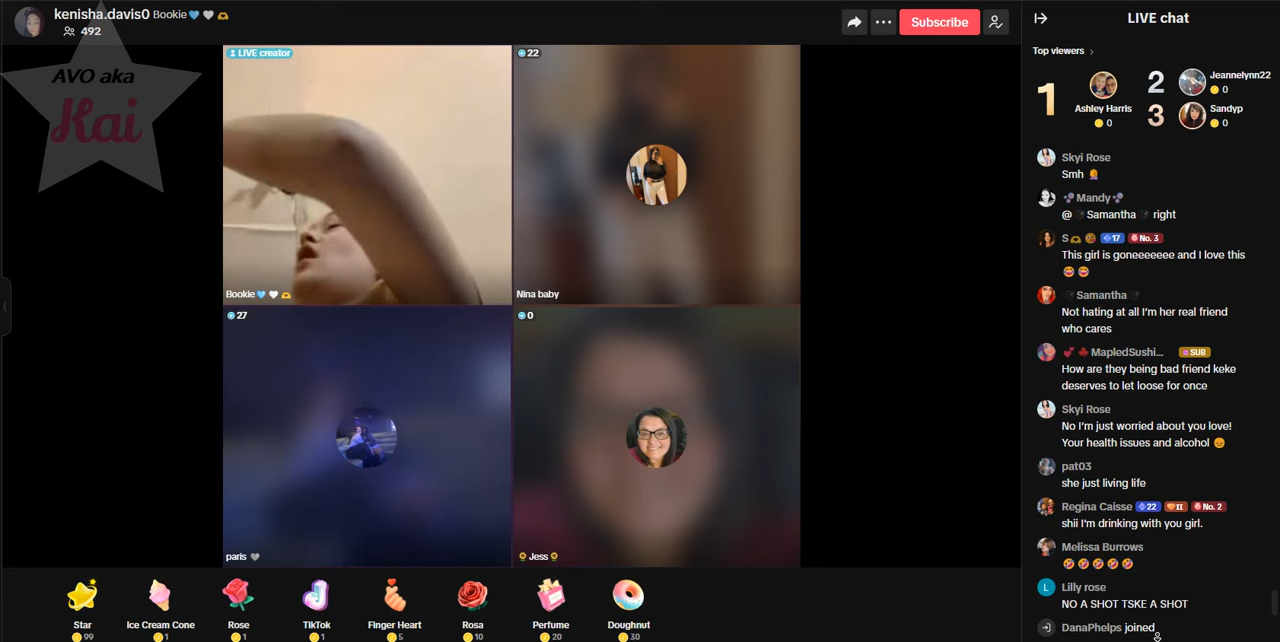 kenisha.davis0 Bookie💙🤍🫶
492
Subscribe
AVO aka
Kai
LIVE creator
Bookie💙🤍🫶
22
Nina baby
27
paris 🩶
0
🌻Jess🌻
Star
99
Ice Cream Cone
1
Rose
1
TikTok
1
Finger Heart
5
Rosa
10
Perfume
20
Doughnut
30
LIVE chat
Top viewers >
1
Ashley Harris
0
2
Jeannelynn22
0
3
Sandyp
0
Skyi Rose
Smh 🤦
Mandy
@ 🖤Samantha🖤 right
S🫶🍪 17 No. 3
This girl is goneeeeeee and I love this
😂 😂
🖤Samantha🖤
Not hating at all I'm her real friend
who cares
💕 🍁 MapledSushi... SUB
How are they being bad friend keke
deserves to let loose for once
Skyi Rose
No I'm just worried about you love!
Your health issues and alcohol 😞
pat03
she just living life
Regina Caisse 22 II No. 2
shii I'm drinking with you girl.
Melissa Burrows
🤣🤣🤣🤣🤣
L
Lilly rose
NO A SHOT TSKE A SHOT
DanaPhelps joined